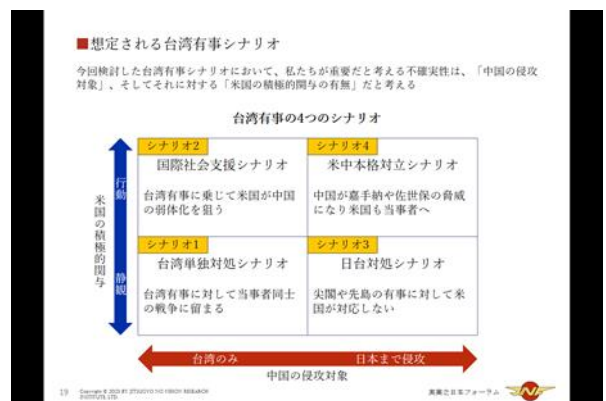 ■想定される台湾有事シナリオ
今回検討した台湾有事シナリオにおいて、私たちが重要だと考える不確実性は、「中国の侵攻
対象」、そしてそれに対する「米国の積極的関与の有無」だと考える
台湾有事の4つのシナリオ
シナリオ2
国際社会支援シナリオ
台湾有事に乗じて米国が中国
の弱体化を狙う
シナリオ4
米中本格対立シナリオ
中国が嘉手納や佐世保の脅威
になり米国も当事者へ
行動
米国の積極的関与
静観
シナリオ1
台湾単独対処シナリオ
台湾有事に対して当事者同士
の戦争に留まる
シナリオ3
日台対処シナリオ
尖閣や先島の有事に対して米
国が対応しない
台湾のみ
日本まで侵攻
中国の侵攻対象
19
実業之日本フォーラム